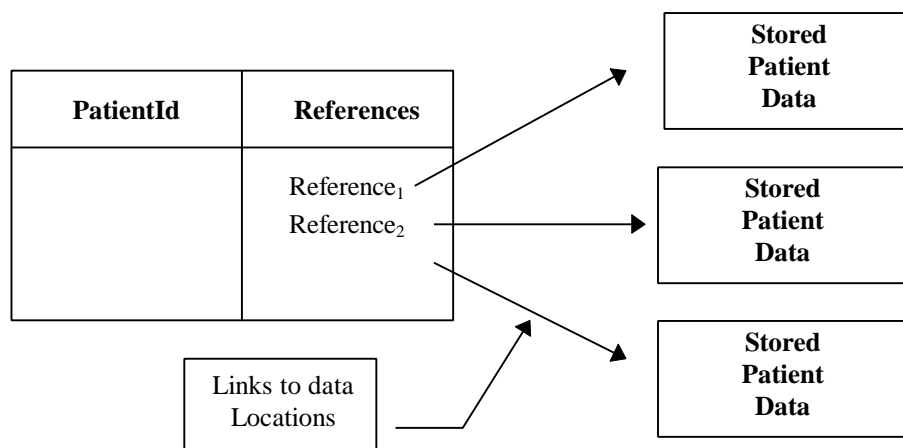 PatientId
References
Reference₁
Reference₂
Stored
Patient
Data
Stored
Patient
Data
Stored
Patient
Data
Links to data
Locations